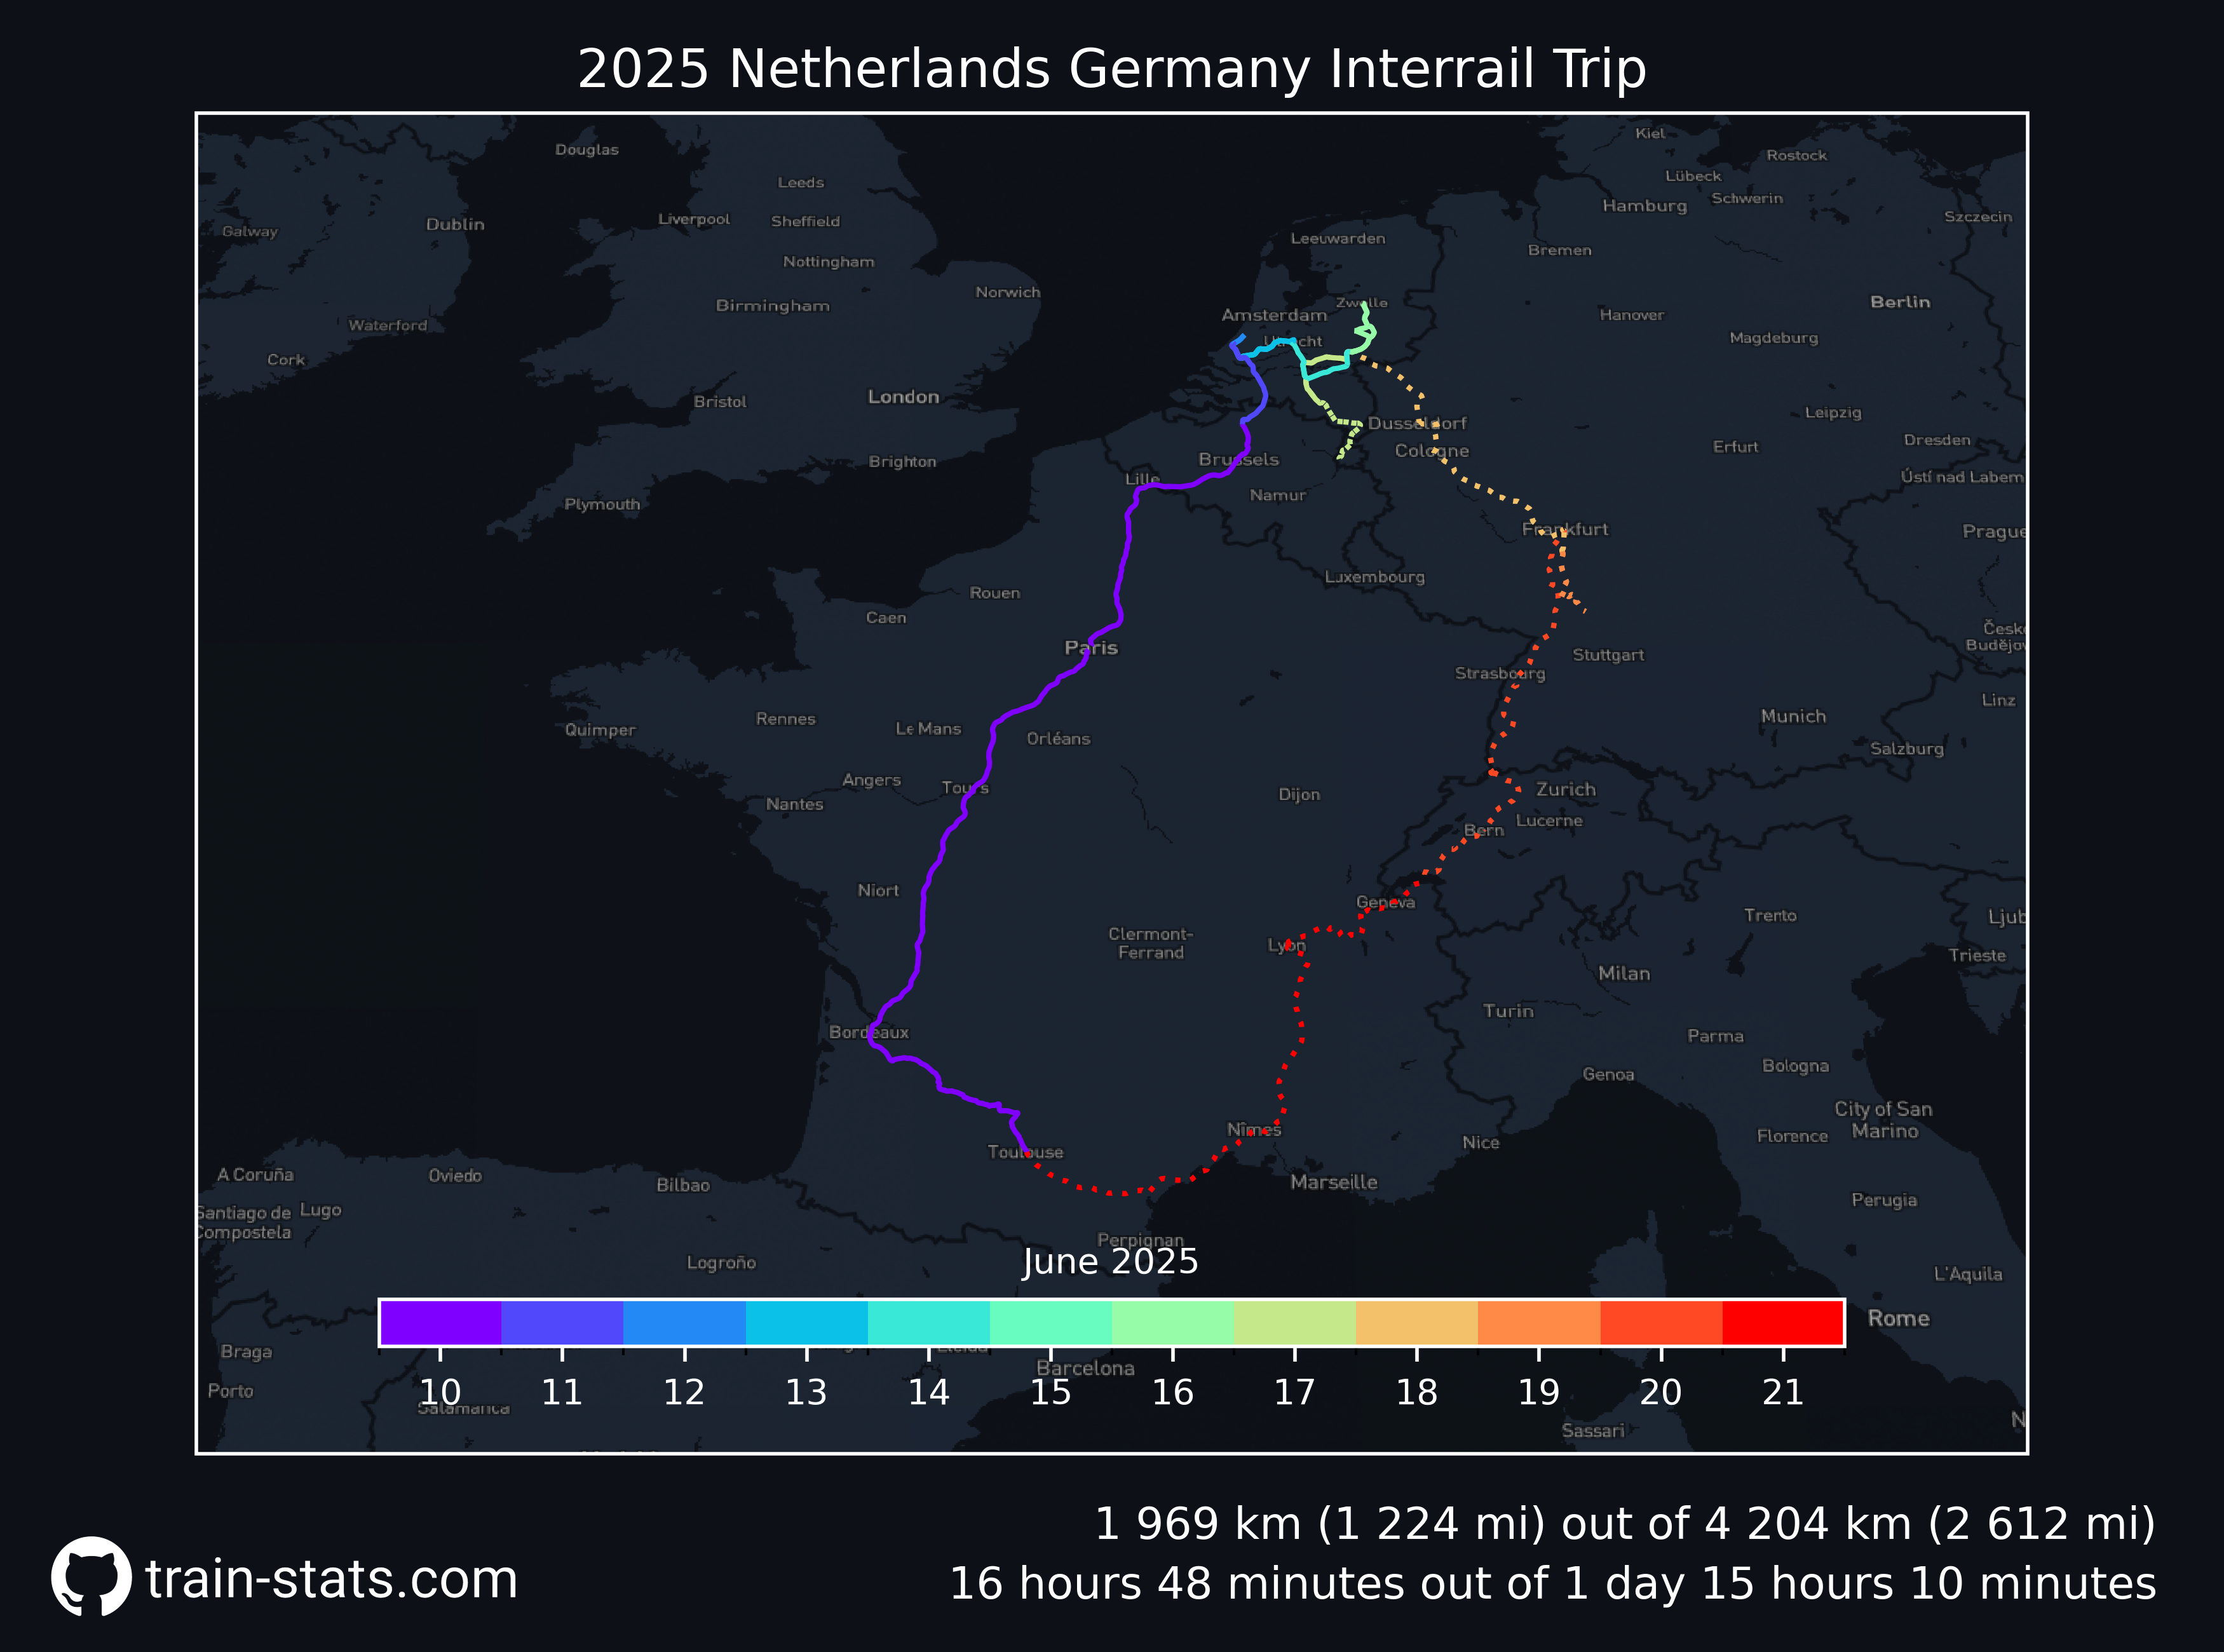 2025 Netherlands Germany Interrail Trip
Kiel
Douglas
Rostock
Lübeck
Leeds
Schwerin
Hamburg
Liverpool
Sheffield
Szczecin
Dublin
Galway
Leeuwarden
Bremen
Nottingham
Norwich
Birmingham
Zwolle
Berlin
Amsterdam
Hanover
Waterford
Utrecht
Magdeburg
Cork
London
Bristol
Leipzig
Dusseldorf
Dresden
Erfurt
Cologne
Brighton
Brussels
Lille
Ústí nad Labem
Namur
Plymouth
Frankfurt
Prague
Luxembourg
Rouen
Caen
České
Budějov
Paris
Stuttgart
Strasbourg
Linz
Munich
Rennes
Quimper
Le Mans
Orléans
Salzburg
Angers
Tours
Zurich
Dijon
Nantes
Lucerne
Bern
Niort
Geneva
Trento
Ljub
Clermont-
Ferrand
Lyon
Trieste
Milan
Turin
Bordeaux
Parma
Bologna
Genoa
City of San
Marino
Nîmes
Florence
Nice
Toulouse
A Coruña
Oviedo
Bilbao
Marseille
Perugia
Santiago de
Compostela
Lugo
Perpignan
June 2025
Logroño
L'Aquila
Rome
Braga
Lleida
Barcelona
Porto
10 11 12 13 14 15 16 17 18 19 20 21
Salamanca
Sassari
1 969 km (1 224 mi) out of 4 204 km (2 612 mi)
train-stats.com
16 hours 48 minutes out of 1 day 15 hours 10 minutes